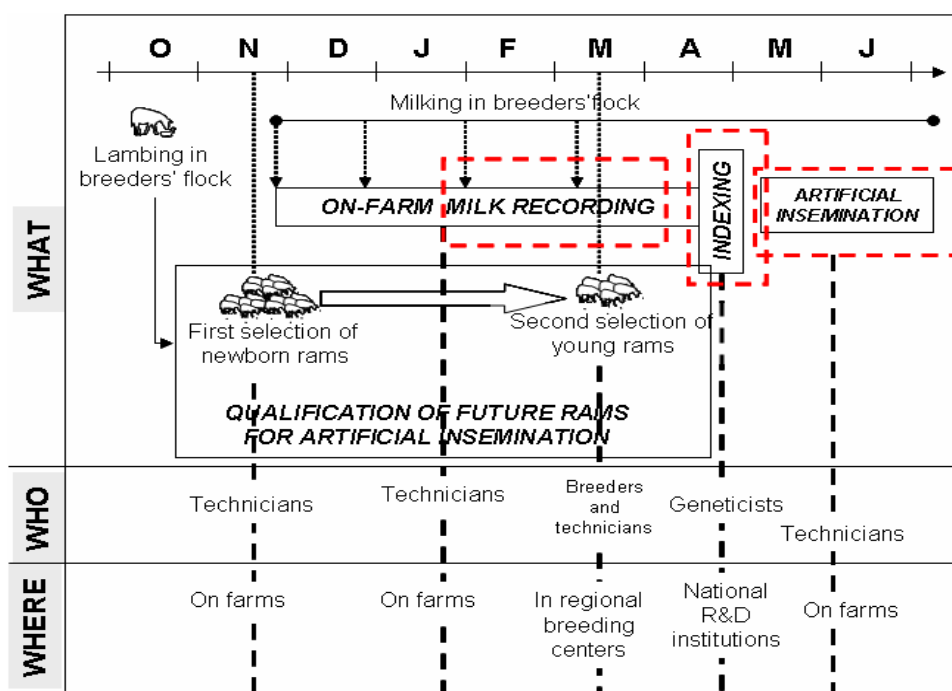 O N D J F M A M J
Milking in breeders'flock
Lambing in
breeders' flock
ON-FARM MILK RECORDING
INDEXING
ARTIFICIAL
INSEMINATION
WHAT
First selection of
newborn rams
Second selection of
young rams
QUALIFICATION OF FUTURE RAMS
FOR ARTIFICIAL INSEMINATION
WHO
Technicians
Technicians
Breeders
and
technicians
Geneticists
Technicians
WHERE
On farms
On farms
In regional
breeding
centers
National
R&D
institutions
On farms